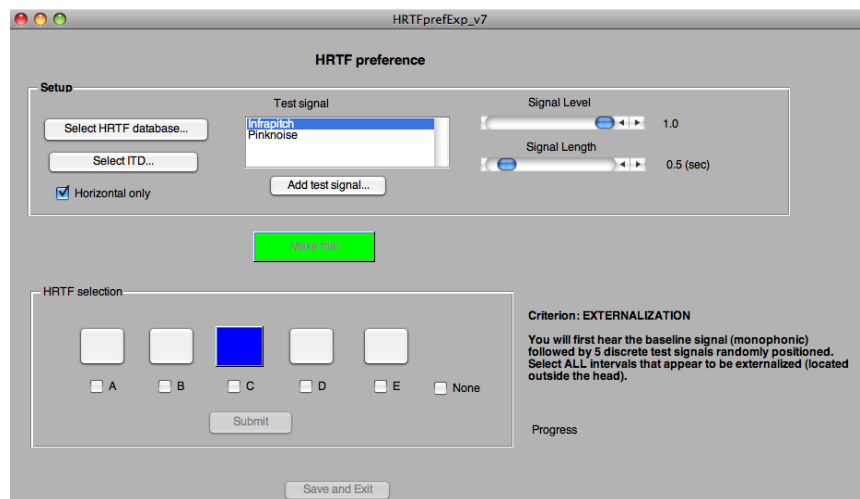 HRTFprefExp_v7
HRTF preference
Setup
Test signal
Signal Level
Select HRTF database...
Infrapitch
Pinknoise
1.0
Signal Length
Select ITD...
0.5 (sec)
Horizontal only
Add test signal...
Make trial
HRTF selection
Criterion: EXTERNALIZATION
You will first hear the baseline signal (monophonic)
followed by 5 discrete test signals randomly positioned.
Select ALL intervals that appear to be externalized (located
outside the head).
A B C D E None
Submit
Progress
Save and Exit